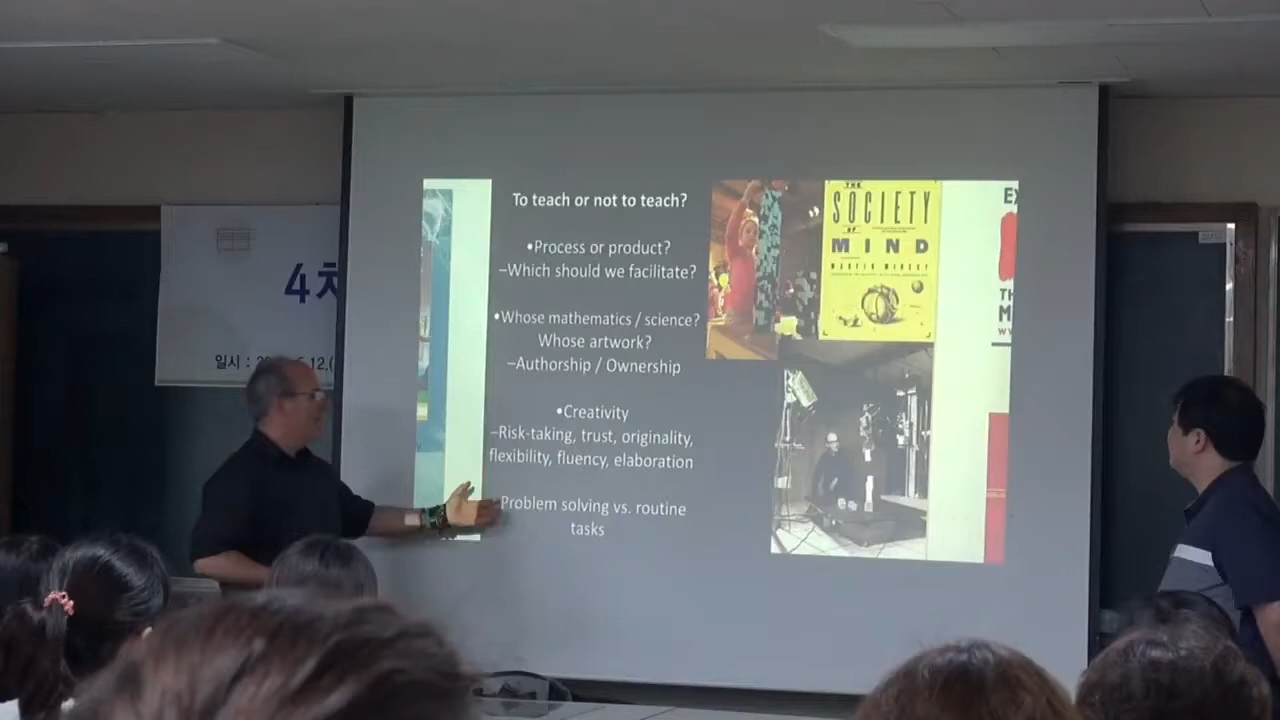 4차
일시 :
To teach or not to teach?
•Process or product?
–Which should we facilitate?
•Whose mathematics / science?
Whose artwork?
–Authorship / Ownership
•Creativity
–Risk-taking, trust, originality,
flexibility, fluency, elaboration
Problem solving vs. routine
tasks
THE
SOCIETY
OF
MIND
MARVIN MINSKY